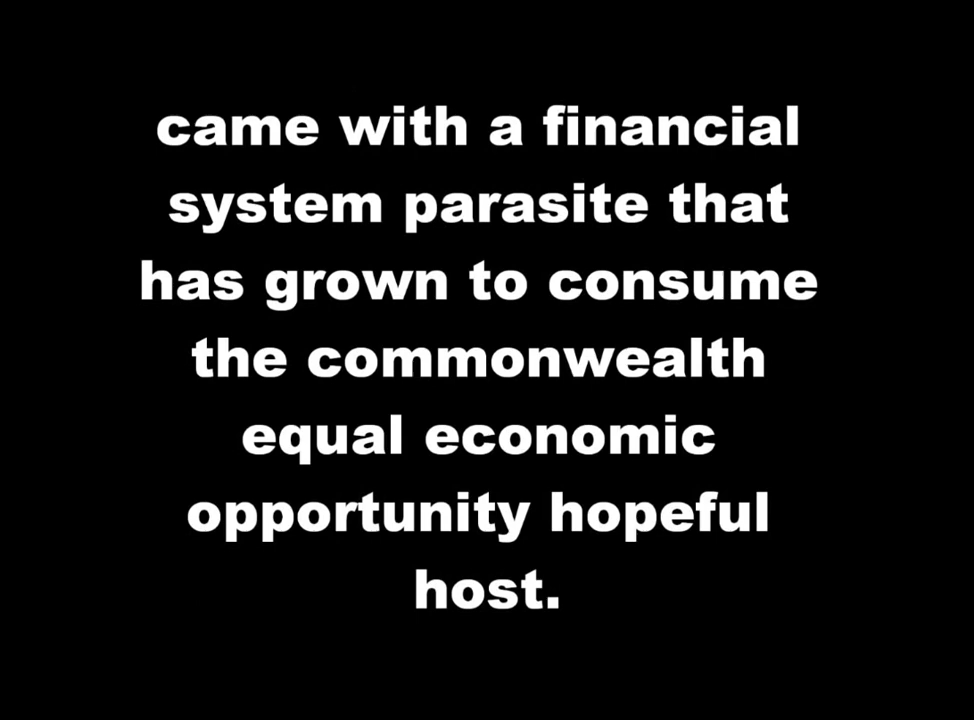 came with a financial
system parasite that
has grown to consume
the commonwealth
equal economic
opportunity hopeful
host.